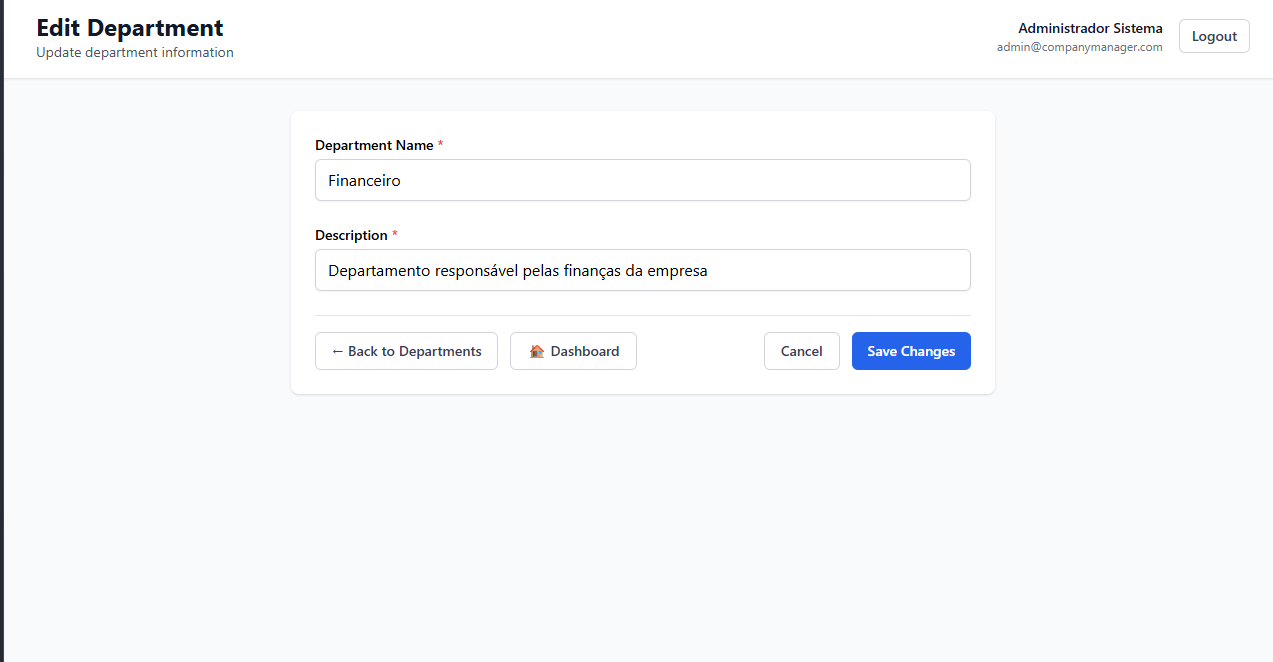 Edit Department
Update department information
Administrador Sistema
admin@companymanager.com
Logout
Department Name *
Financeiro
Description *
Departamento responsável pelas finanças da empresa
← Back to Departments
🏠 Dashboard
Cancel
Save Changes